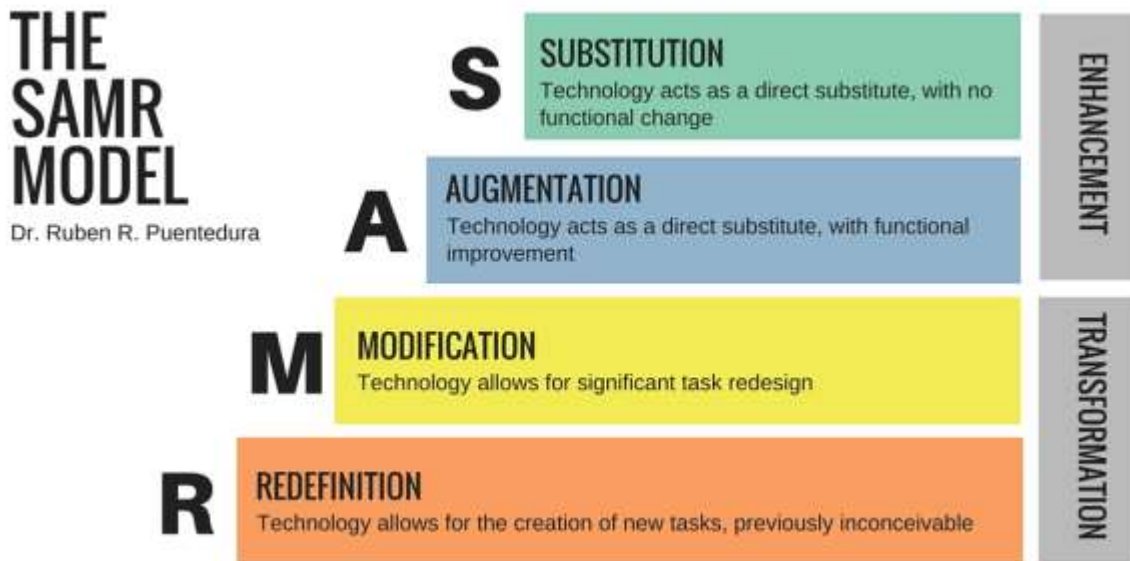 THE
SAMR
MODEL
Dr. Ruben R. Puentedura
S
SUBSTITUTION
Technology acts as a direct substitute, with no
functional change
A
AUGMENTATION
Technology acts as a direct substitute, with functional
improvement
ENHANCEMENT
M
MODIFICATION
Technology allows for significant task redesign
R
REDEFINITION
Technology allows for the creation of new tasks, previously inconceivable
TRANSFORMATION